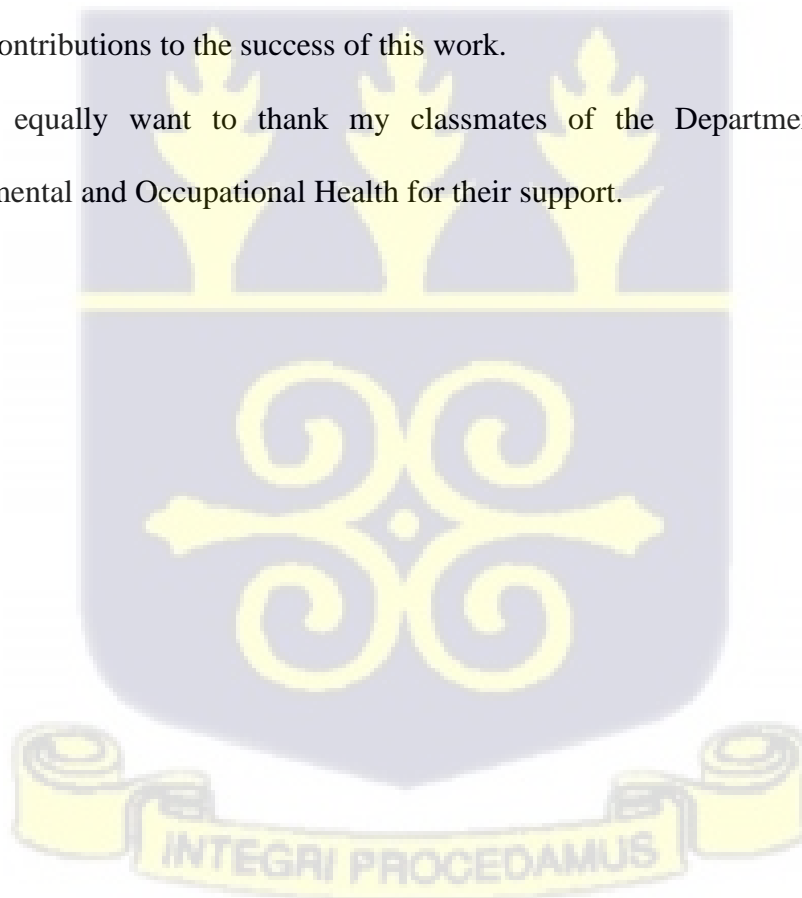 ontributions to the success of this work.
equally want to thank my classmates of the Departme
mental and Occupational Health for their support.
INTEGRI PROCEDAMUS